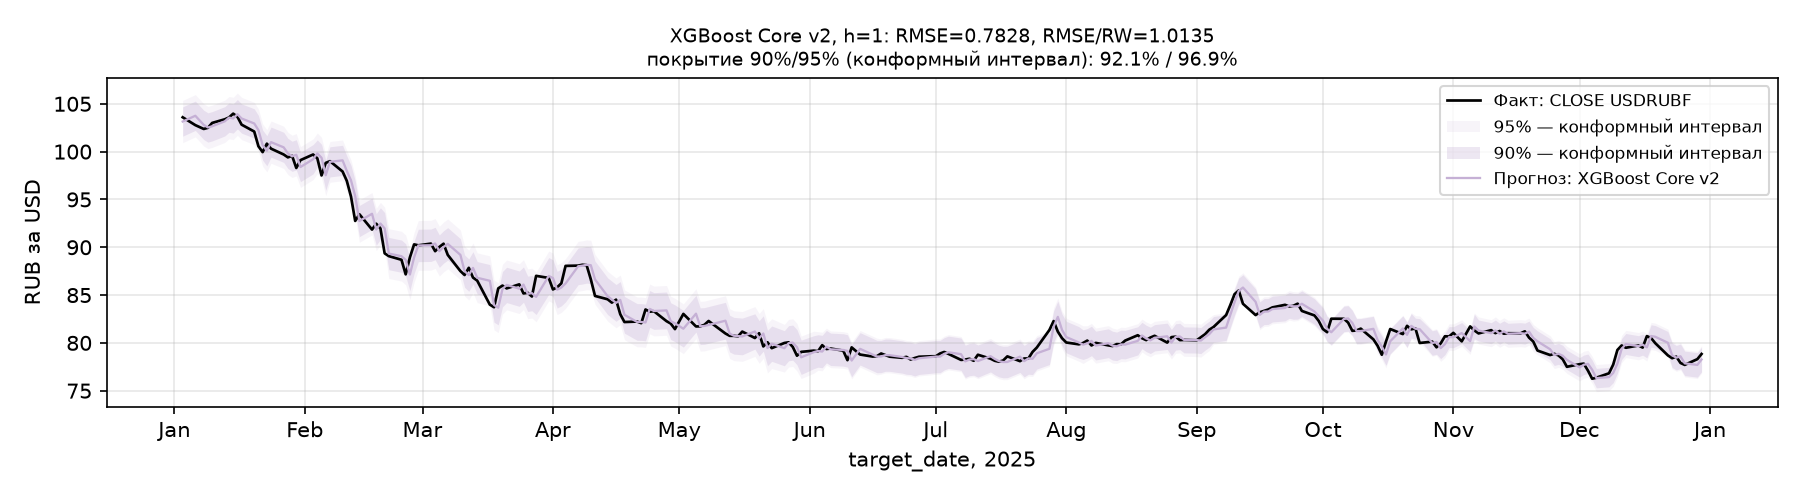 XGBoost Core v2, h=1: RMSE=0.7828, RMSE/RW=1.0135
покрытие 90%/95% (конформный интервал): 92.1% / 96.9%
RUB за USD
105
100
95
90
85
80
75
Факт: CLOSE USDRUBF
95% — конформный интервал
90% — конформный интервал
Прогноз: XGBoost Core v2
Jan Feb Mar Apr May Jun Jul Aug Sep Oct Nov Dec Jan
target_date, 2025